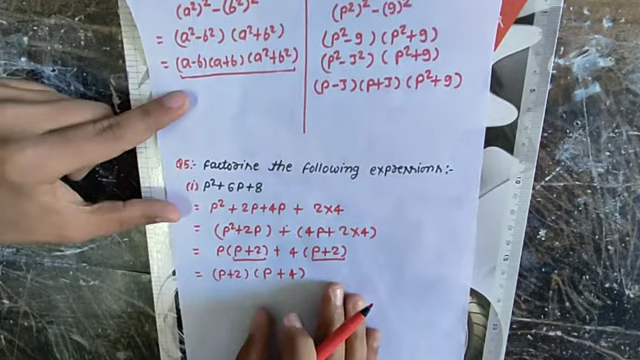 (a²)² - (b²)²
= (a²-b²) (a²+b²)
= (a-b)(a+b)(a²+b²)
(p²)² - (9)²
(p²-9) (p²+9)
(p²-3²) (p²+9)
(p-3)(p+3) (p²+9)
Q5:- Factorise the following expressions:-
(i) p²+6p+8
= p²+2p+4p + 2×4
= (p²+2p) + (4p+2×4)
= p(p+2) + 4(p+2)
= (p+2) (p+4)